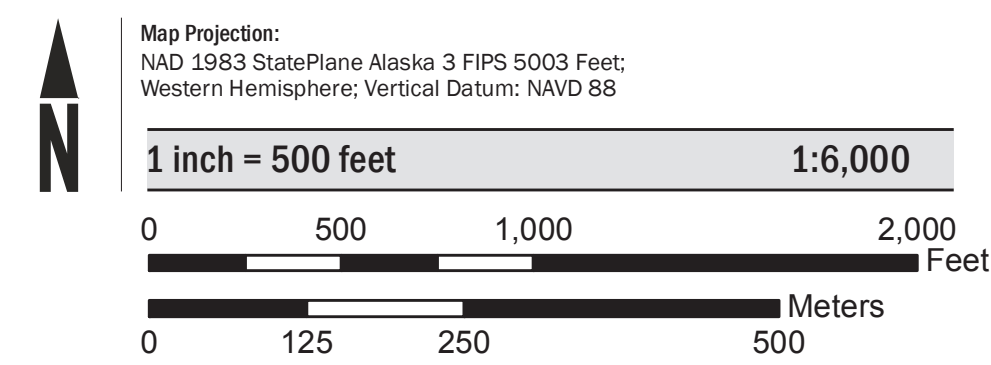 N
Map Projection:
NAD 1983 StatePlane Alaska 3 FIPS 5003 Feet;
Western Hemisphere; Vertical Datum: NAVD 88
1 inch = 500 feet 1:6,000
0 500 1,000 2,000
Feet
Meters
0 125 250 500